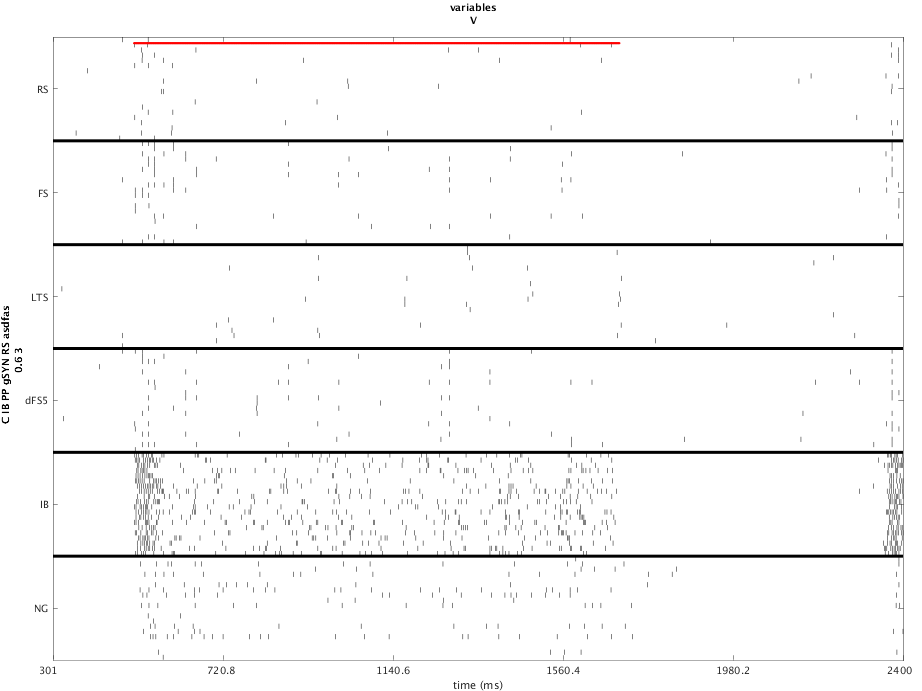 variables
V
RS
FS
LTS
dFS5
IB
NG
C IB PP gSYN RS asdfas
0.6 3
301
720.8
1140.6
1560.4
1980.2
2400
time (ms)